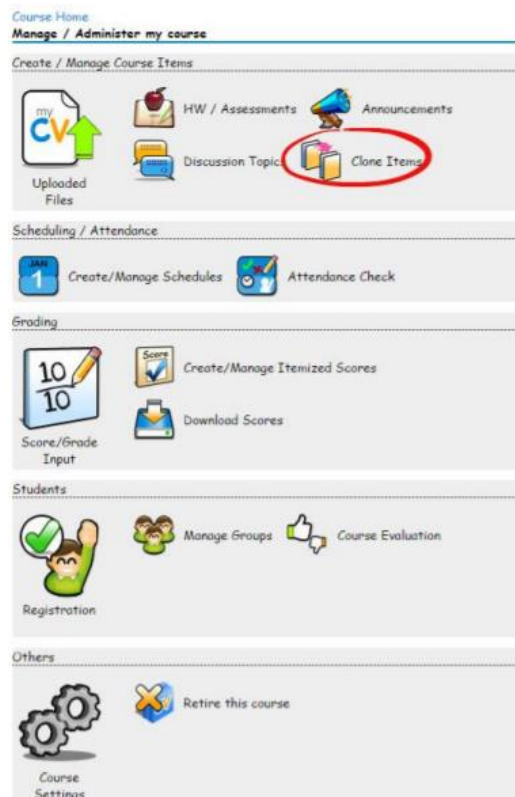 Course Home
Manage / Administer my course
Create / Manage Course Items
my
CV
Uploaded
Files
HW / Assessments
Announcements
Discussion Topics
Clone Items
Scheduling / Attendance
JAN
1
Create/Manage Schedules
Attendance Check
Grading
10
10
Score/Grade
Input
Score
Create/Manage Itemized Scores
Download Scores
Students
Registration
Manage Groups
Course Evaluation
Others
Course
Settings
Retire this course